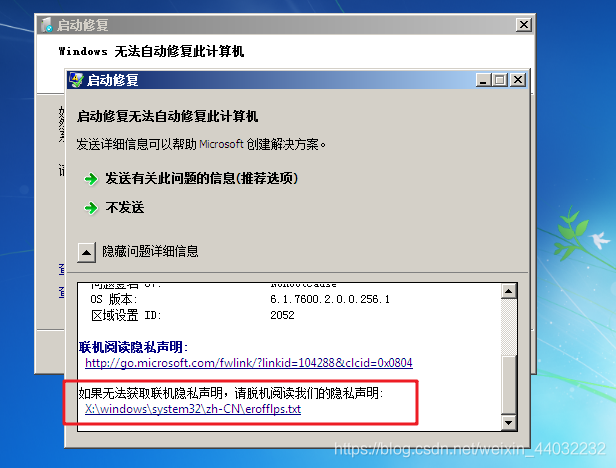 启动修复
Windows 无法自动修复此计算机
启动修复
启动修复无法自动修复此计算机
发送详细信息可以帮助 Microsoft 创建解决方案。
发送有关此问题的信息(推荐选项)
不发送
隐藏问题详细信息
OS 版本: 6.1.7600.2.0.0.256.1
区域设置 ID: 2052
联机阅读隐私声明:
http://go.microsoft.com/fwlink/?linkid=104288&clcid=0x0804
如果无法获取联机隐私声明，请脱机阅读我们的隐私声明:
X:\windows\system32\zh-CN\erofflps.txt
https://blog.csdn.net/weixin_44032232